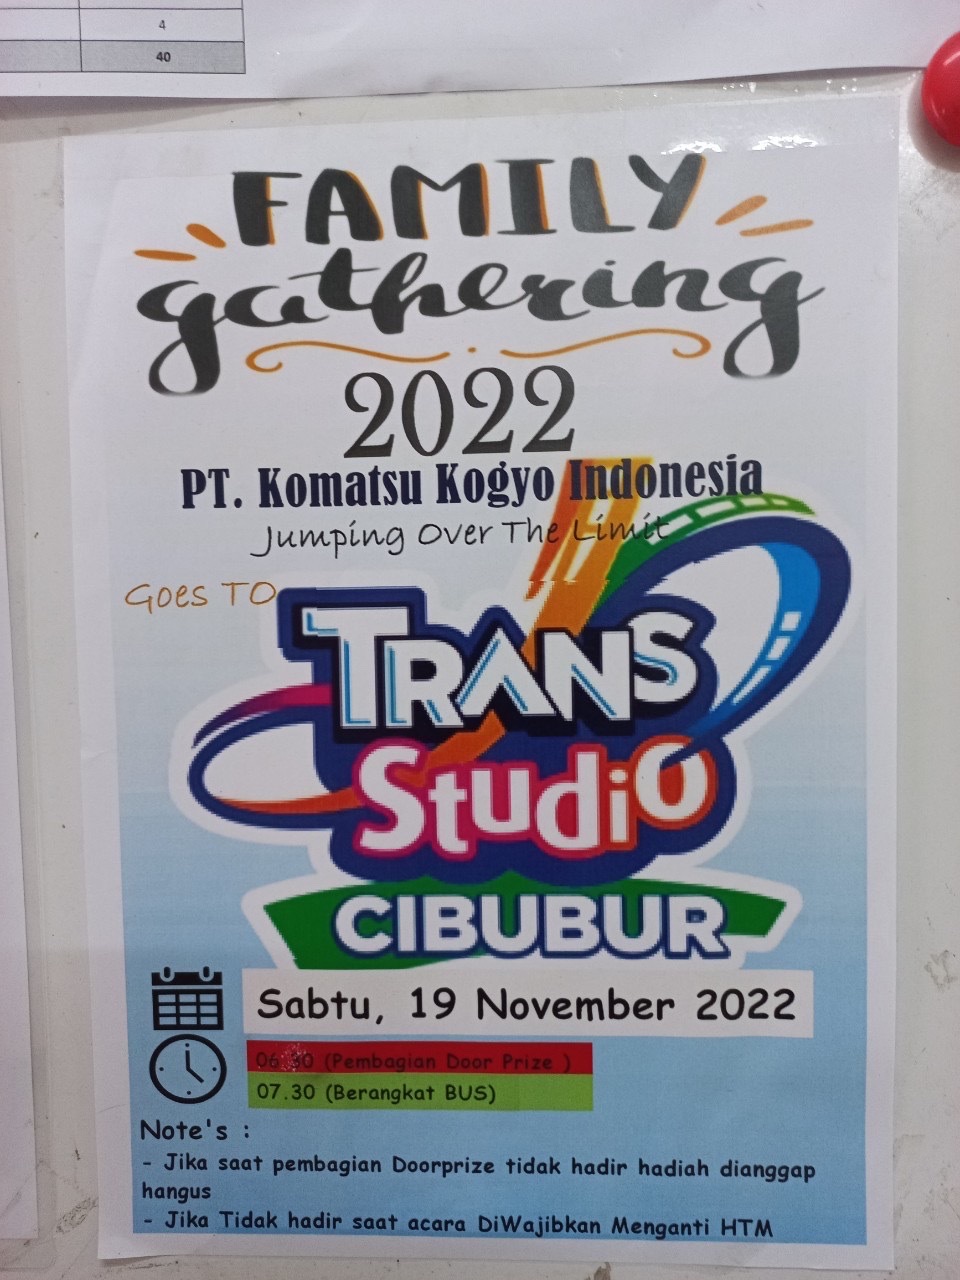 4
40
FAMILY
gathering
2022
PT. Komatsu Kogyo Indonesia
Jumping Over The Limit
Goes TO
TRANS
Studio
CIBUBUR
Sabtu, 19 November 2022
06.30 (Pembagian Door Prize )
07.30 (Berangkat BUS)
Note's :
- Jika saat pembagian Doorprize tidak hadir hadiah dianggap
hangus
- Jika Tidak hadir saat acara DiWajibkan Menganti HTM